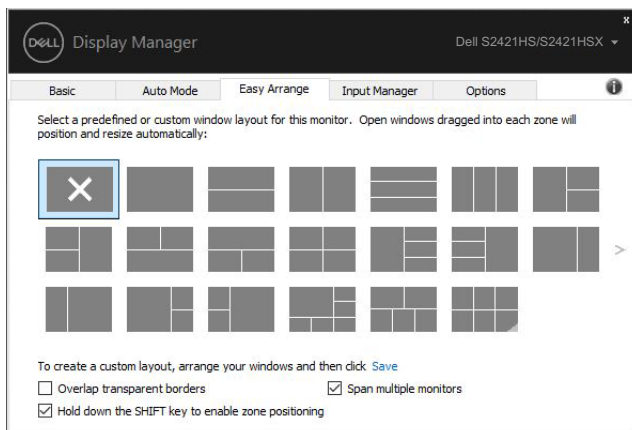 DELL Display Manager
Dell S2421HS/S2421HSX
x
Basic Auto Mode Easy Arrange Input Manager Options
Select a predefined or custom window layout for this monitor. Open windows dragged into each zone will
position and resize automatically:
To create a custom layout, arrange your windows and then click Save
Overlap transparent borders Span multiple monitors
Hold down the SHIFT key to enable zone positioning